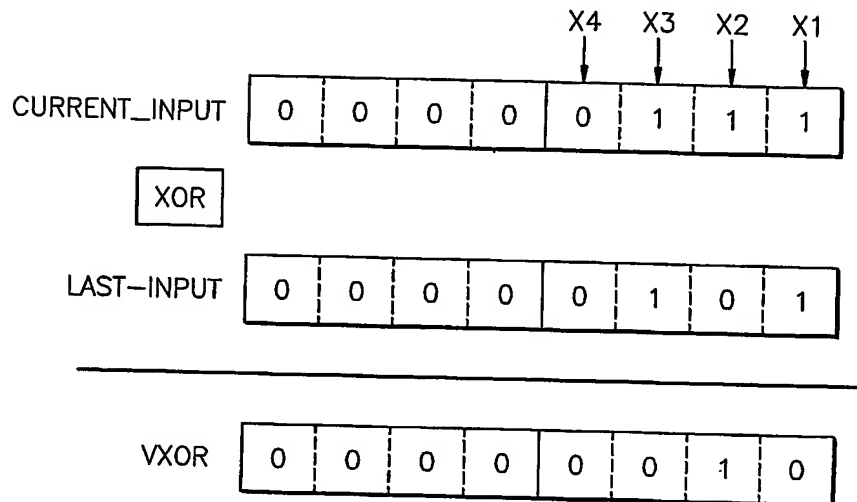 X4 X3 X2 X1
CURRENT_INPUT 0 0 0 0 0 1 1 1
XOR
LAST-INPUT 0 0 0 0 0 1 0 1
VXOR 0 0 0 0 0 0 1 0